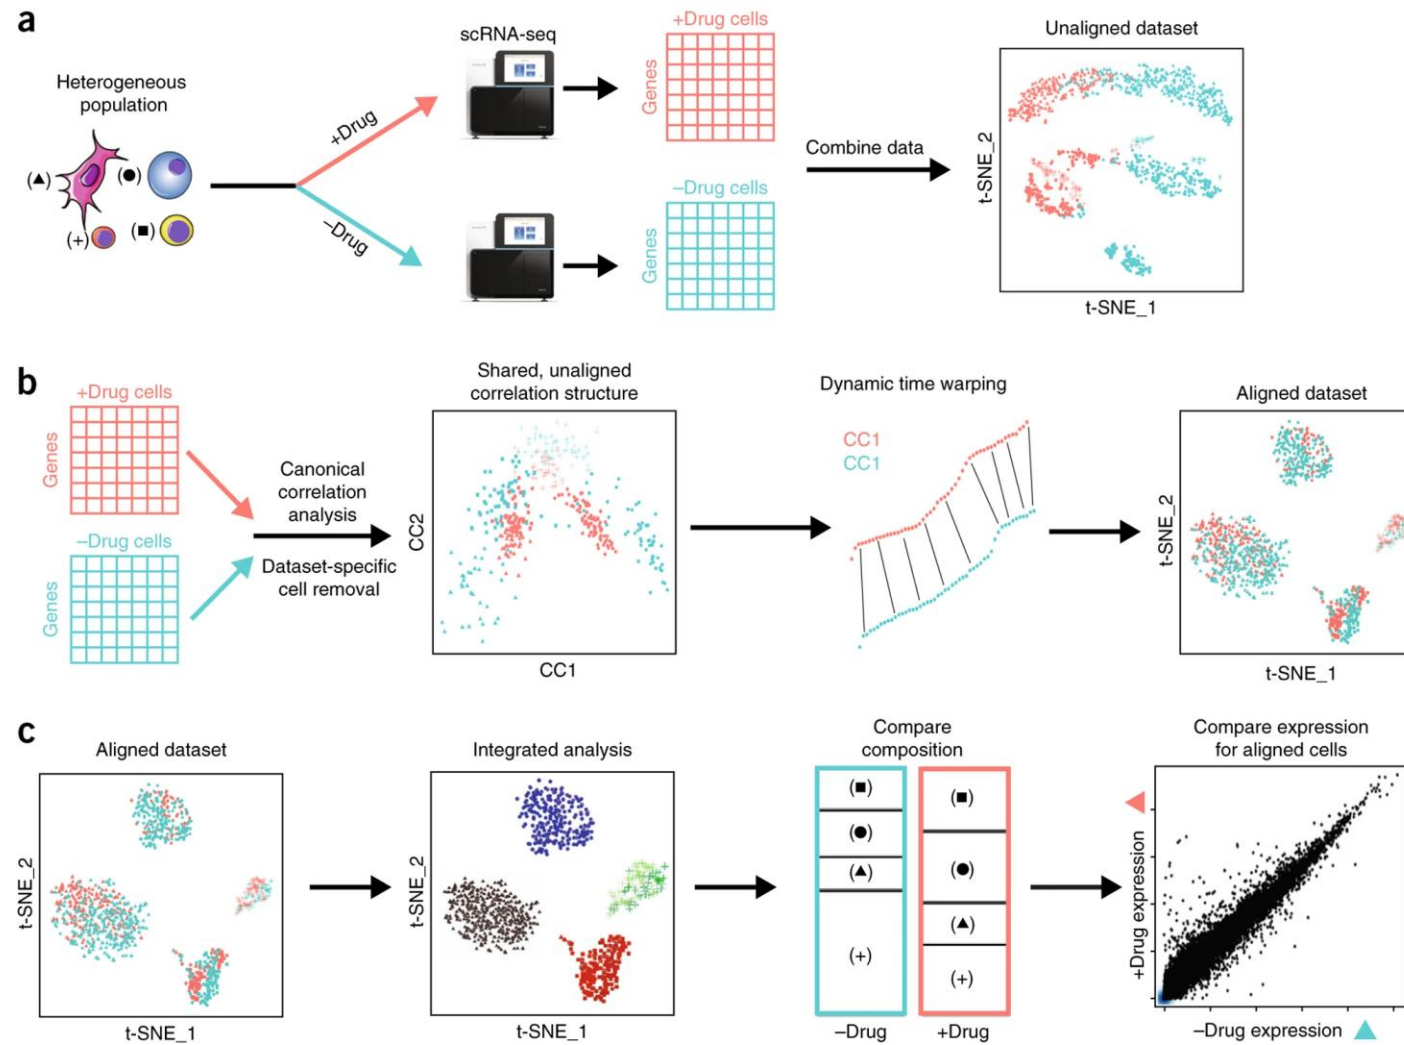 a
Heterogeneous
population
(▲)
(●)
(+)
(■)
+Drug
–Drug
scRNA-seq
+Drug cells
Genes
–Drug cells
Genes
Combine data
Unaligned dataset
t-SNE_2
t-SNE_1
b
+Drug cells
Genes
–Drug cells
Genes
Canonical
correlation
analysis
Dataset-specific
cell removal
Shared, unaligned
correlation structure
CC2
CC1
Dynamic time warping
CC1
CC1
Aligned dataset
t-SNE_2
t-SNE_1
c
Aligned dataset
t-SNE_2
t-SNE_1
Integrated analysis
t-SNE_2
t-SNE_1
Compare
composition
(■)
(●)
(▲)
(+)
–Drug
(■)
(●)
(▲)
(+)
+Drug
Compare expression
for aligned cells
+Drug expression
–Drug expression